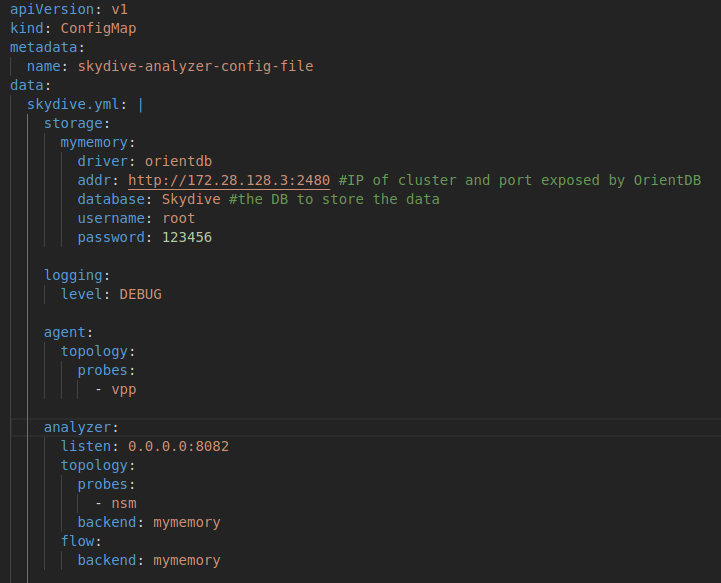 apiVersion: v1
kind: ConfigMap
metadata:
  name: skydive-analyzer-config-file
data:
  skydive.yml: |
    storage:
      mymemory:
        driver: orientdb
        addr: http://172.28.128.3:2480 #IP of cluster and port exposed by OrientDB
        database: Skydive #the DB to store the data
        username: root
        password: 123456

    logging:
      level: DEBUG

    agent:
      topology:
        probes:
          - vpp

    analyzer:
      listen: 0.0.0.0:8082
      topology:
        probes:
          - nsm
        backend: mymemory
      flow:
        backend: mymemory